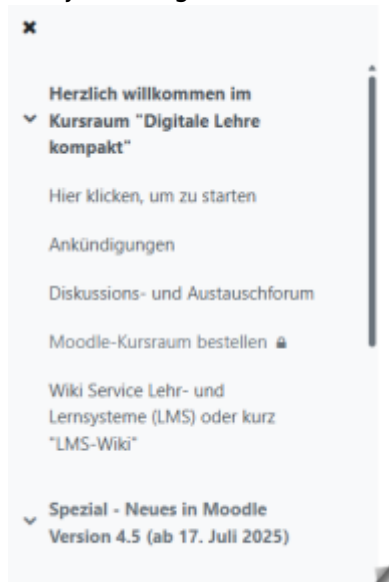 Herzlich willkommen im
Kursraum "Digitale Lehre
kompakt"
Hier klicken, um zu starten
Ankündigungen
Diskussions- und Austauschforum
Moodle-Kursraum bestellen
Wiki Service Lehr- und
Lernsysteme (LMS) oder kurz
"LMS-Wiki"
Spezial - Neues in Moodle
Version 4.5 (ab 17. Juli 2025)